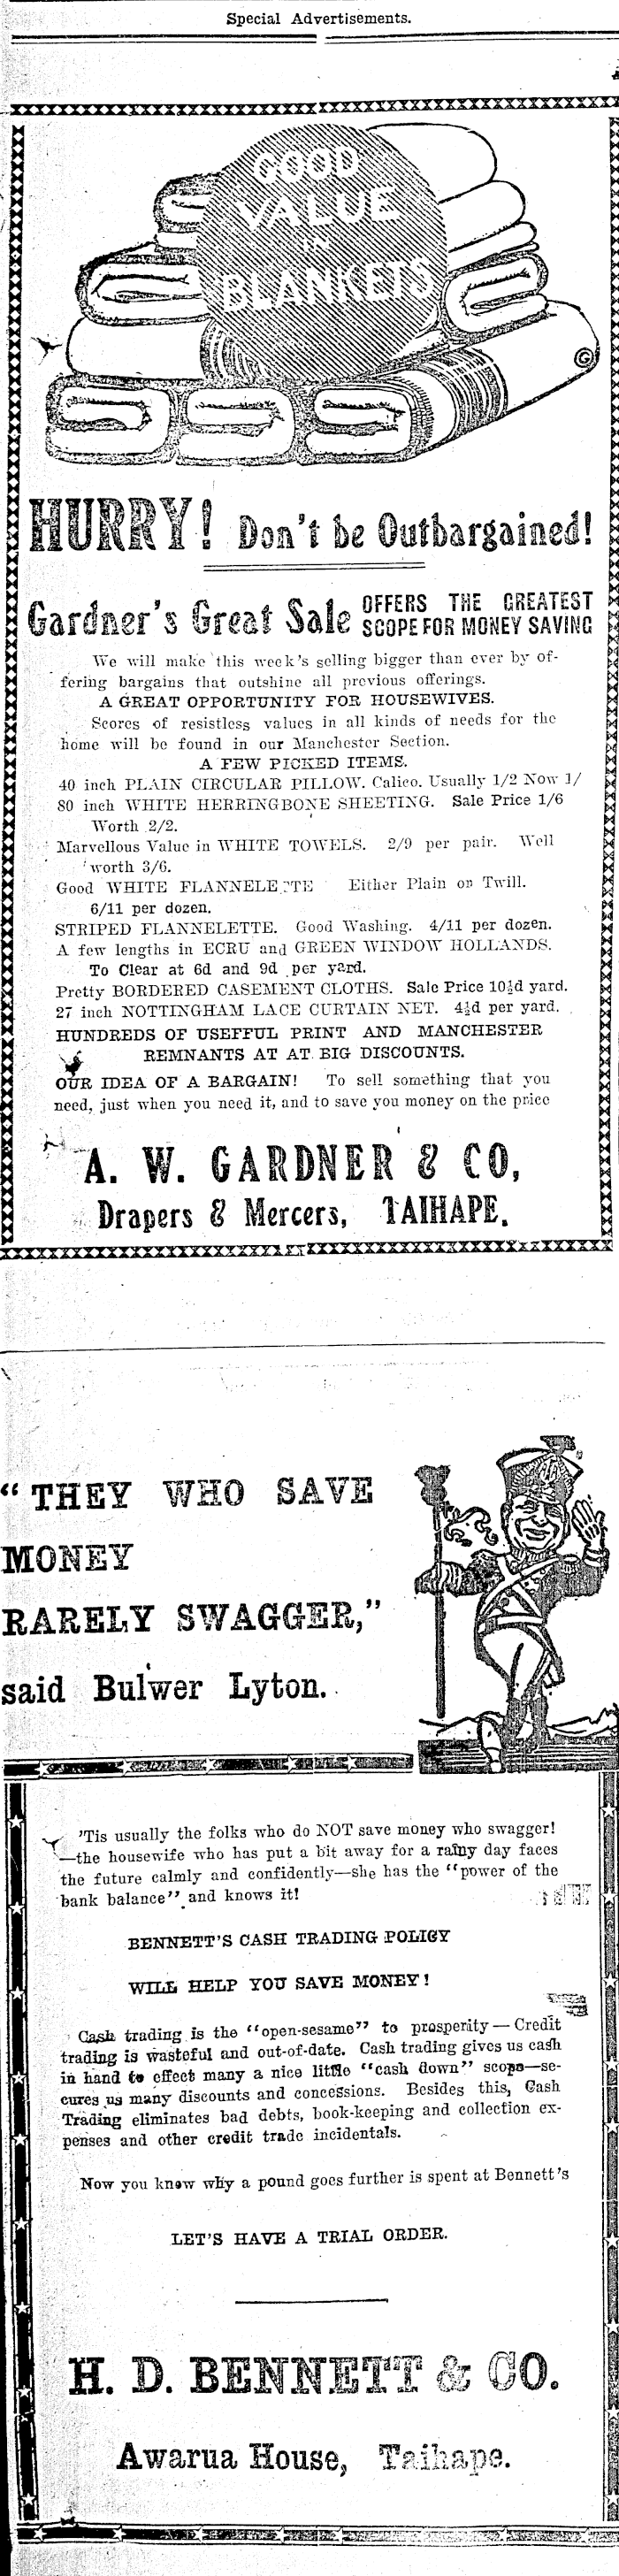 Special Advertisements.
GOOD
VALUE
IN
BLANKETS
HURRY! Don't be Outbargained!
Gardner's Great Sale OFFERS THE GREATEST
SCOPE FOR MONEY SAVING
We will make this week's selling bigger than ever by of-
fering bargains that outshine all previous offerings.
A GREAT OPPORTUNITY FOR HOUSEWIVES.
Scores of resistless values in all kinds of needs for the
home will be found in our Manchester Section.
A FEW PICKED ITEMS.
40 inch PLAIN CIRCULAR PILLOW. Calico. Usually 1/2 Now 1/
80 inch WHITE HERRINGBONE SHEETING. Sale Price 1/6
Worth 2/2.
Marvellous Value in WHITE TOWELS. 2/9 per pair. Well
worth 3/6.
Good WHITE FLANNELETTE Either Plain or Twill.
6/11 per dozen.
STRIPED FLANNELETTE. Good Washing. 4/11 per dozen.
A few lengths in ECRU and GREEN WINDOW HOLLANDS.
To Clear at 6d and 9d per yard.
Pretty BORDERED CASEMENT CLOTHS. Sale Price 10½d yard.
27 inch NOTTINGHAM LACE CURTAIN NET. 4½d per yard.
HUNDREDS OF USEFFUL PRINT AND MANCHESTER
REMNANTS AT AT BIG DISCOUNTS.
OUR IDEA OF A BARGAIN! To sell something that you
need, just when you need it, and to save you money on the price
A. W. GARDNER & CO,
Drapers & Mercers, TAIHAPE.
"THEY WHO SAVE
MONEY
RARELY SWAGGER,"
said Bulwer Lyton.
'Tis usually the folks who do NOT save money who swagger!
—the housewife who has put a bit away for a rainy day faces
the future calmly and confidently—she has the "power of the
bank balance" and knows it!
BENNETT'S CASH TRADING POLICY
WILL HELP YOU SAVE MONEY!
Cash trading is the "open-sesame" to prosperity—Credit
trading is wasteful and out-of-date. Cash trading gives us cash
in hand to effect many a nice little "cash down" scope—se-
cures us many discounts and concessions. Besides this, Cash
Trading eliminates bad debts, book-keeping and collection ex-
penses and other credit trade incidentals.
Now you know why a pound goes further is spent at Bennett's
LET'S HAVE A TRIAL ORDER.
H. D. BENNETT & CO.
Awarua House, Taihape.